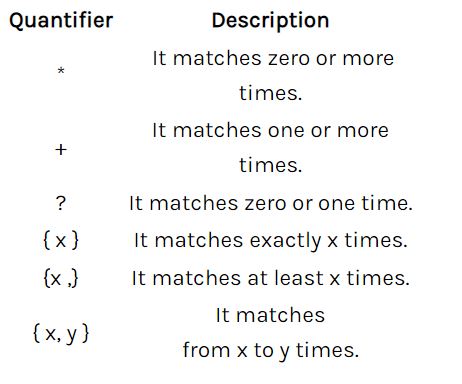 Quantifier Description
It matches zero or more
* times.
It matches one or more
+ times.
? It matches zero or one time.
{ x } It matches exactly x times.
{x ,} It matches at least x times.
It matches
{ x, y } from x to y times.